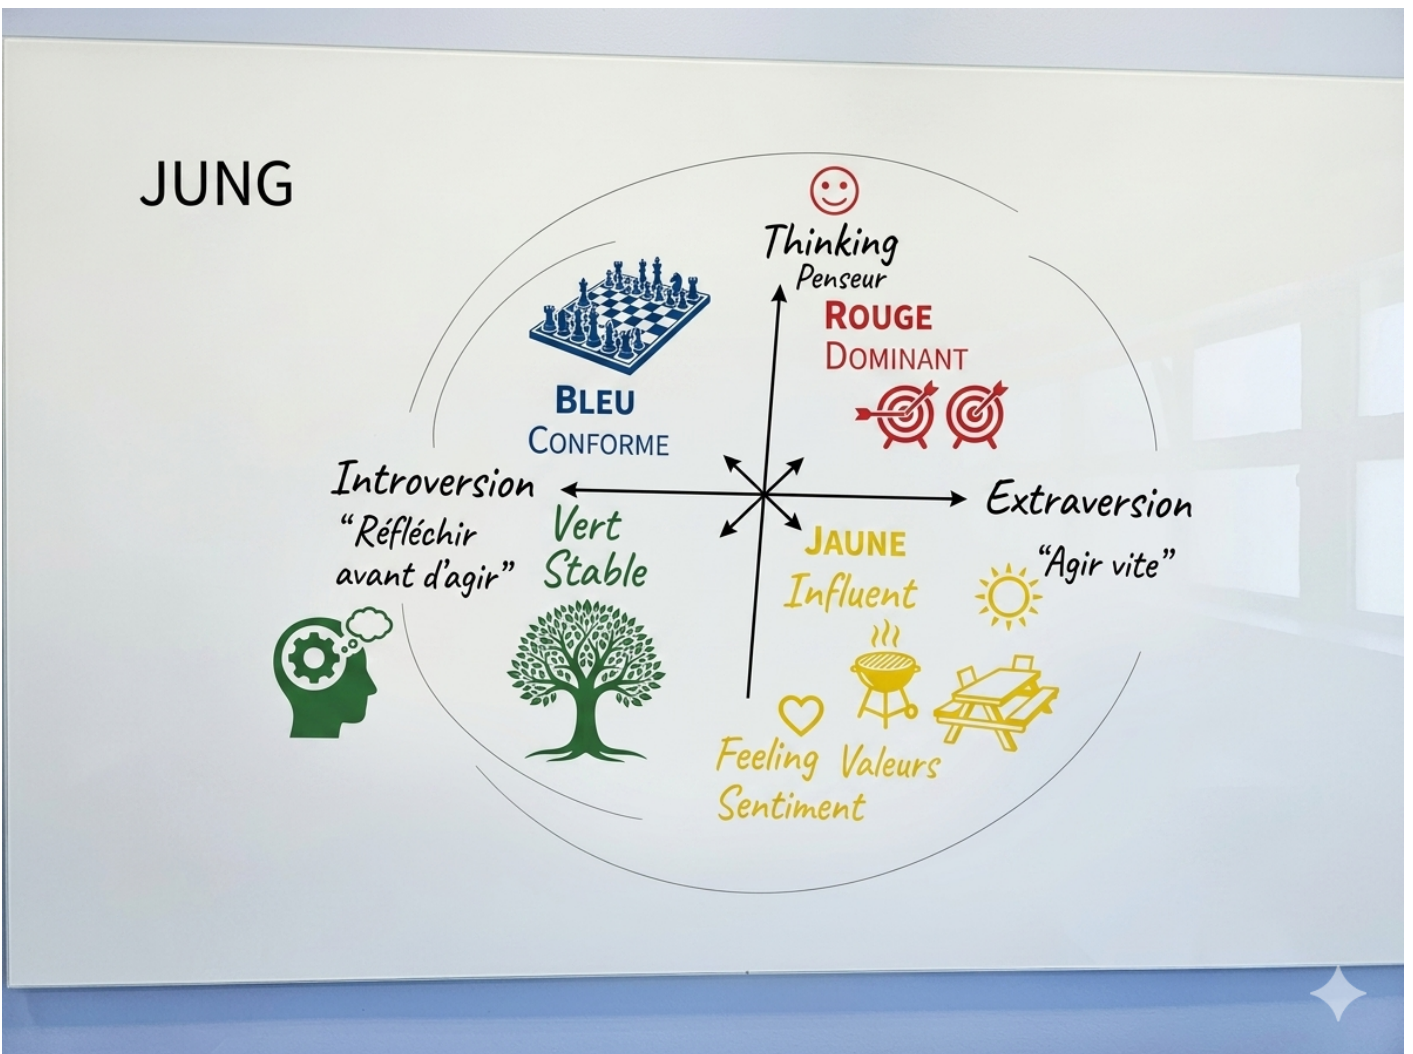 JUNG
Thinking
Penseur
ROUGE
DOMINANT
BLEU
CONFORME
Introversion
“Réfléchir
avant d’agir”
Extraversion
“Agir vite”
Vert
Stable
JAUNE
Influent
Feeling Valeurs
Sentiment